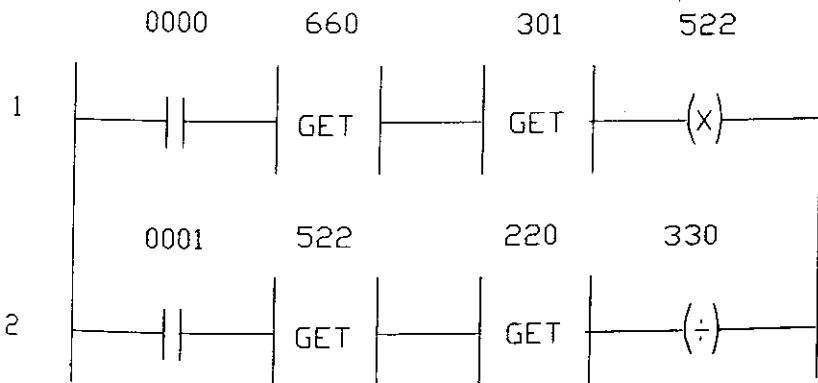 0000 660 301 522
1 GET GET (X)
0001 522 220 330
2 GET GET (÷)